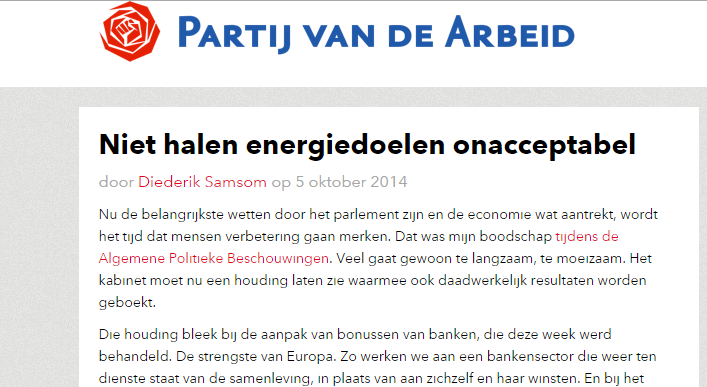 PARTIJ VAN DE ARBEID
Niet halen energiedoelen onacceptabel
door Diederik Samsom op 5 oktober 2014
Nu de belangrijkste wetten door het parlement zijn en de economie wat aantrekt, wordt
het tijd dat mensen verbetering gaan merken. Dat was mijn boodschap tijdens de
Algemene Politieke Beschouwingen. Veel gaat gewoon te langzaam, te moeizaam. Het
kabinet moet nu een houding laten zie waarmee ook daadwerkelijk resultaten worden
geboekt.
Die houding bleek bij de aanpak van bonussen van banken, die deze week werd
behandeld. De strengste van Europa. Zo werken we aan een bankensector die weer ten
dienste staat van de samenleving, in plaats van aan zichzelf en haar winsten. En bij het